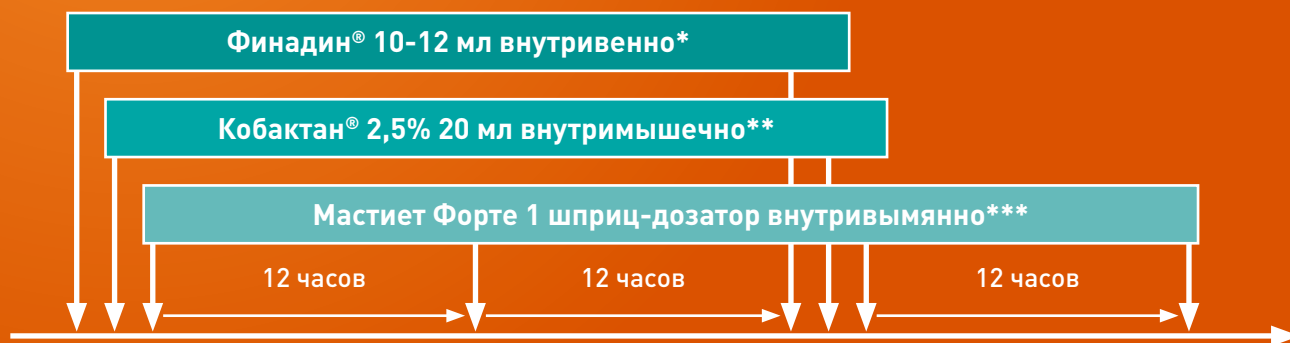 Финадин® 10-12 мл внутривенно*
Кобактан® 2,5% 20 мл внутримышечно**
Мастиет Форте 1 шприц-дозатор внутривымянно***
12 часов
12 часов
12 часов